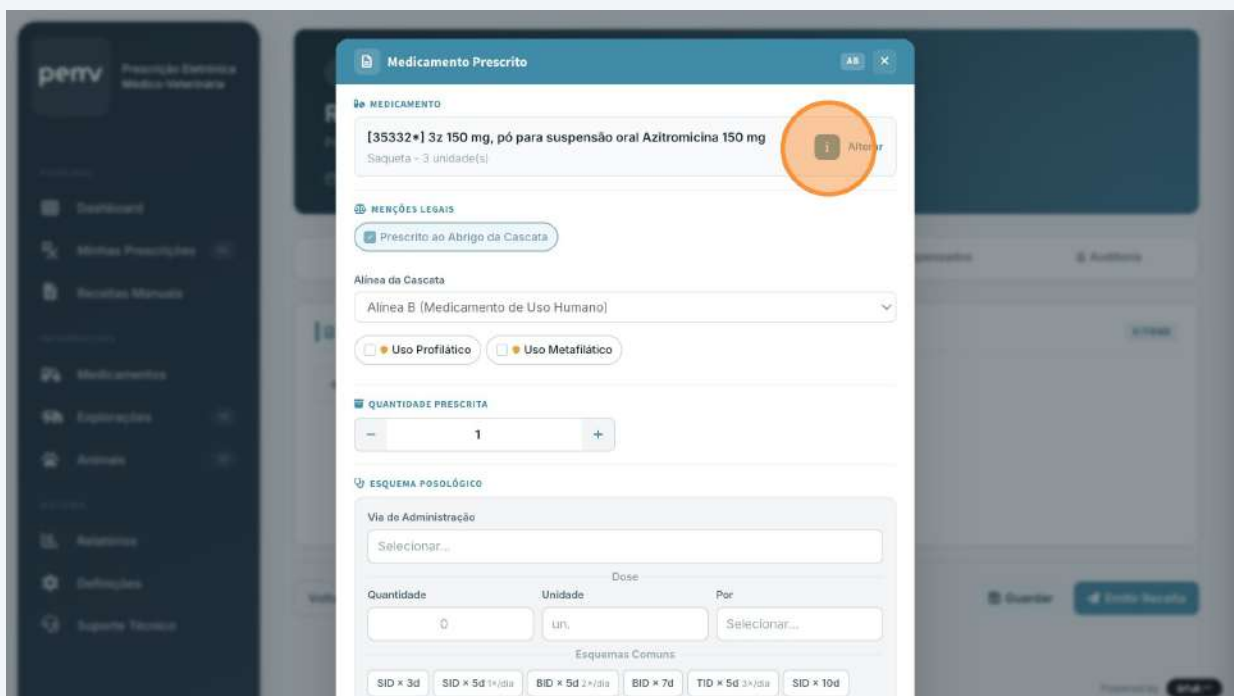 pemv
Prescrição Eletrónica
Médico-Veterinária
Dashboard
Minhas Prescrições
Receitas Manuais
Medicamentos
Explorações
Animais
Relatórios
Definições
Suporte Técnico
Medicamento Prescrito
AB
MEDICAMENTO
[35332*] 3z 150 mg, pó para suspensão oral Azitromicina 150 mg
Saqueta - 3 unidade(s)
i Alterar
MENÇÕES LEGAIS
Prescrito ao Abrigo da Cascata
Alínea da Cascata
Alínea B (Medicamento de Uso Humano)
Uso Profilático Uso Metafilático
QUANTIDADE PRESCRITA
− 1 +
ESQUEMA POSOLÓGICO
Via de Administração
Selecionar...
Dose
Quantidade Unidade Por
0 un. Selecionar...
Esquemas Comuns
SID × 3d SID × 5d 1×/dia BID × 5d 2×/dia BID × 7d TID × 5d 3×/dia SID × 10d
Auditoria
Guardar
Emitir Receita